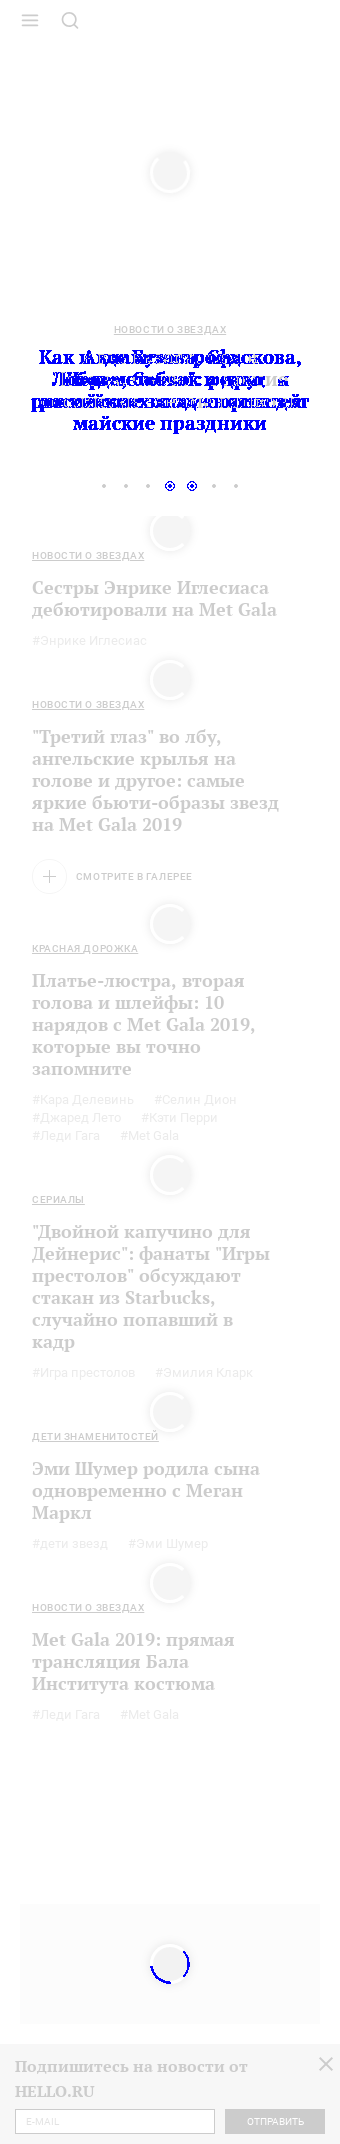 НОВОСТИ О ЗВЕЗДАХ
майские праздники
НОВОСТИ О ЗВЕЗДАХ
Сестры Энрике Иглесиаса
дебютировали на Met Gala
#Энрике Иглесиас
НОВОСТИ О ЗВЕЗДАХ
"Третий глаз" во лбу,
ангельские крылья на
голове и другое: самые
яркие бьюти-образы звезд
на Met Gala 2019
СМОТРИТЕ В ГАЛЕРЕЕ
КРАСНАЯ ДОРОЖКА
Платье-люстра, вторая
голова и шлейфы: 10
нарядов с Met Gala 2019,
которые вы точно
запомните
#Кара Делевинь #Селин Дион
#Джаред Лето #Кэти Перри
#Леди Гага #Met Gala
СЕРИАЛЫ
"Двойной капучино для
Дейнерис": фанаты "Игры
престолов" обсуждают
стакан из Starbucks,
случайно попавший в
кадр
#Игра престолов #Эмилия Кларк
ДЕТИ ЗНАМЕНИТОСТЕЙ
Эми Шумер родила сына
одновременно с Меган
Маркл
#дети звезд #Эми Шумер
НОВОСТИ О ЗВЕЗДАХ
Met Gala 2019: прямая
трансляция Бала
Института костюма
#Леди Гага #Met Gala
Подпишитесь на новости от
HELLO.RU
E-MAIL ОТПРАВИТЬ